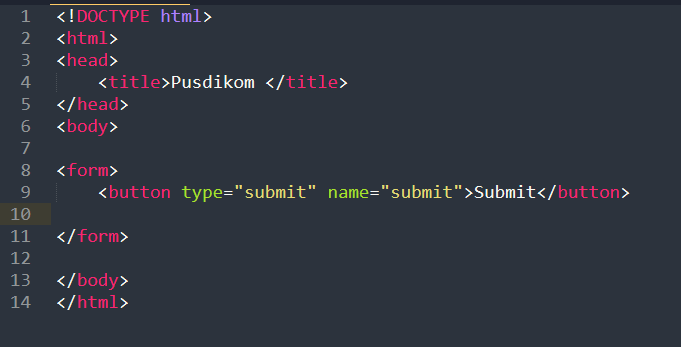 1 <!DOCTYPE html>
2 <html>
3 <head>
4     <title>Pusdikom </title>
5 </head>
6 <body>
7
8 <form>
9     <button type="submit" name="submit">Submit</button>
10
11 </form>
12
13 </body>
14 </html>